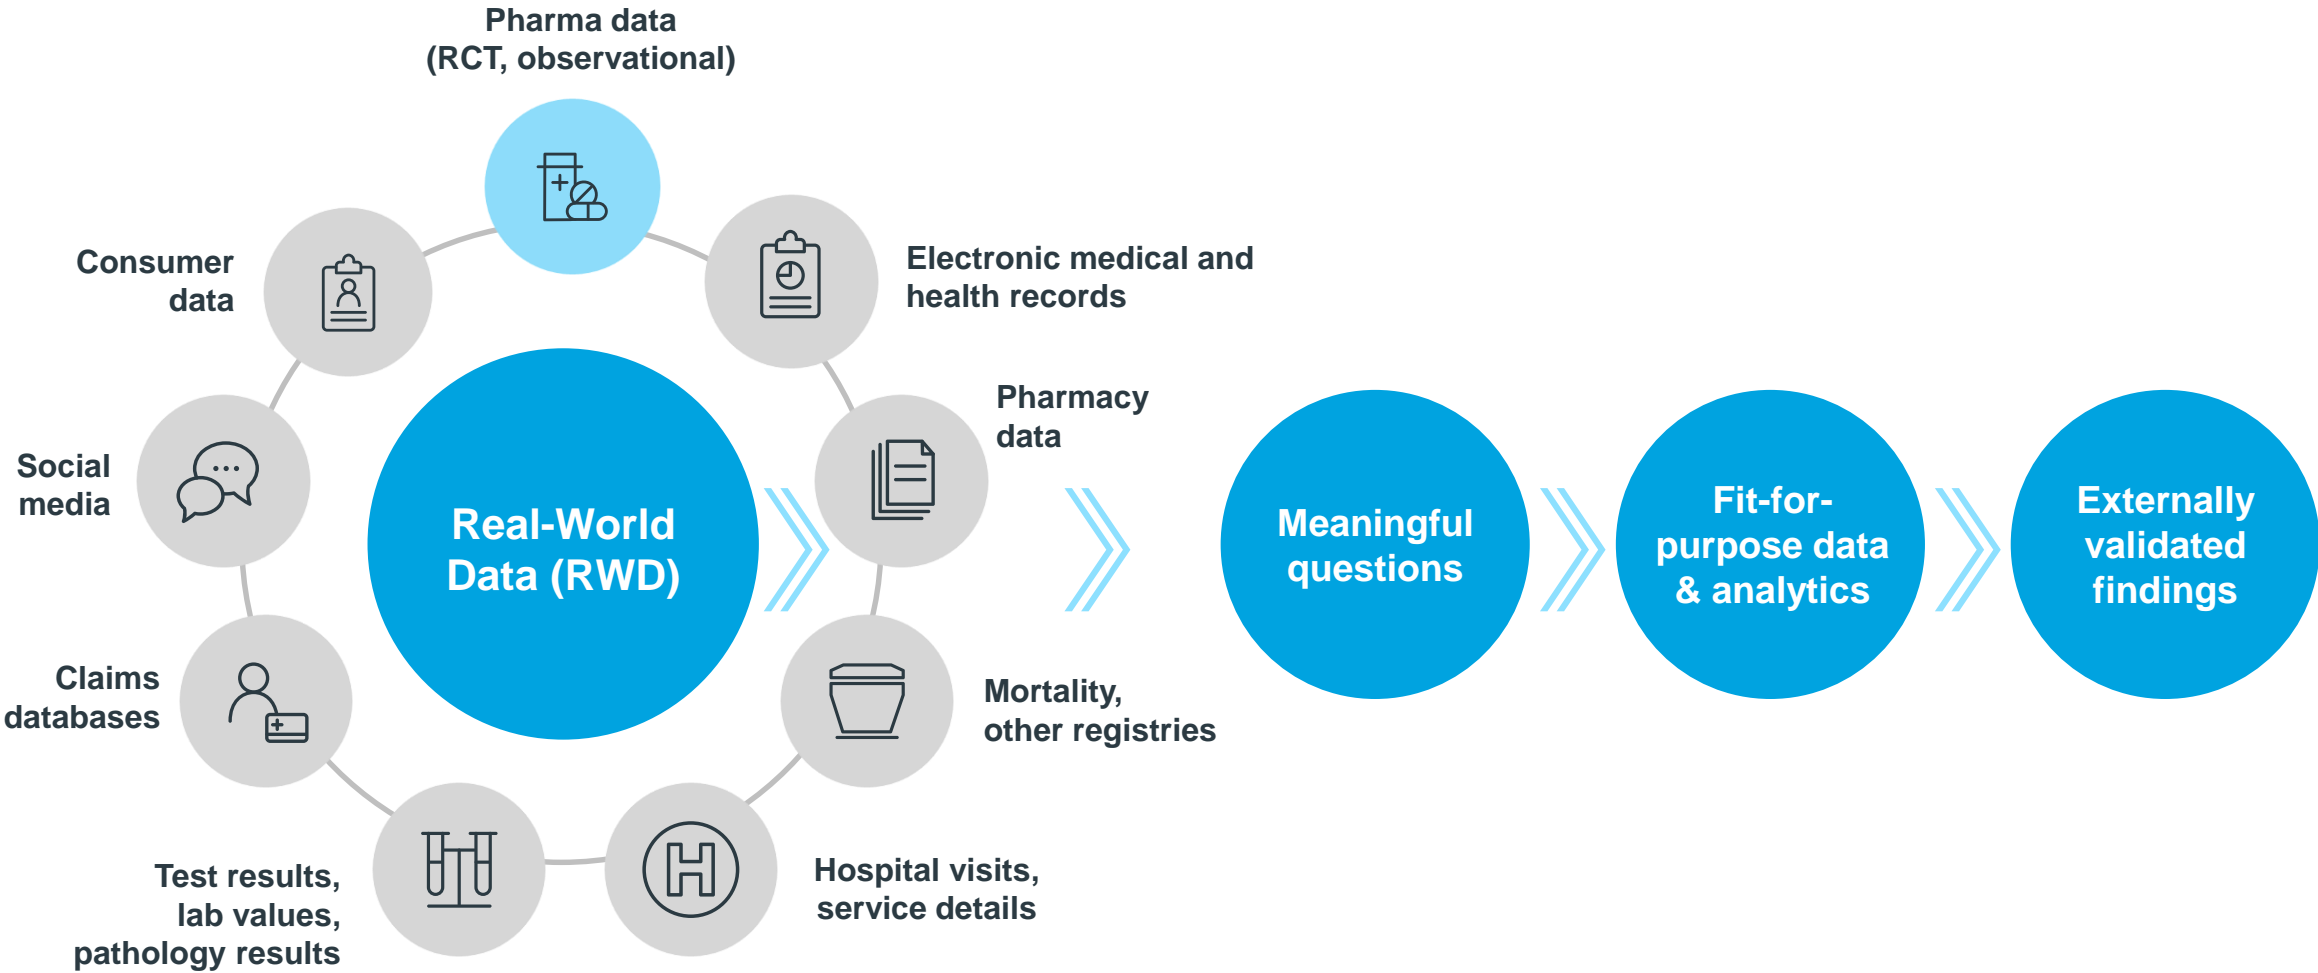 Pharma data
(RCT, observational)
Electronic medical and
health records
Pharmacy
data
Mortality,
other registries
Hospital visits,
service details
Test results,
lab values,
pathology results
Claims
databases
Social
media
Consumer
data
Real-World
Data (RWD)
Meaningful
questions
Fit-for-
purpose data
& analytics
Externally
validated
findings